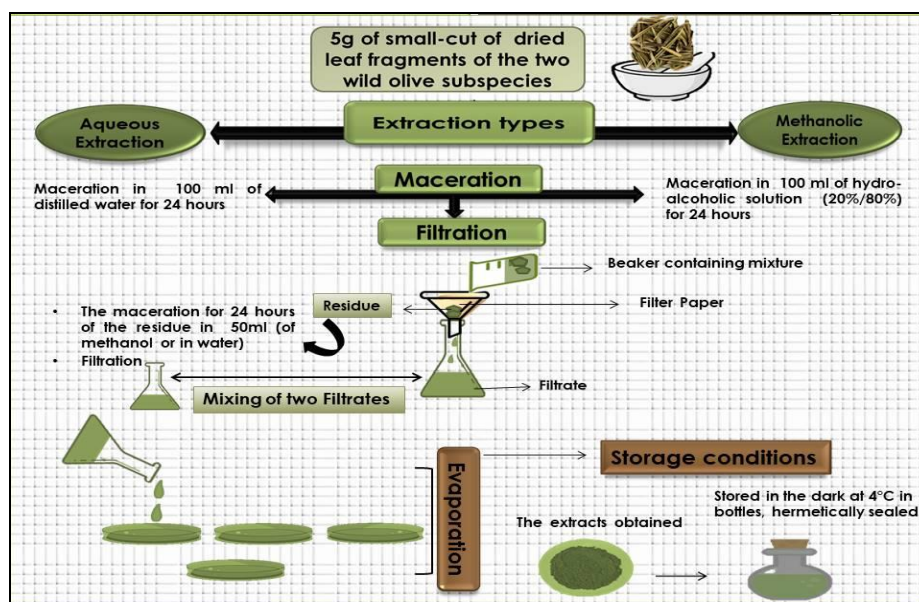 5g of small-cut of dried
leaf fragments of the two
wild olive subspecies
Aqueous
Extraction
Extraction types
Methanolic
Extraction
Maceration in 100 ml of
distilled water for 24 hours
Maceration
Maceration in 100 ml of hydro-
alcoholic solution (20%/80%)
for 24 hours
Filtration
Beaker containing mixture
• The maceration for 24 hours
of the residue in 50ml (of
methanol or in water)
• Filtration
Residue
Filter Paper
Filtrate
Mixing of two Filtrates
Evaporation
Storage conditions
Stored in the dark at 4°C in
bottles, hermetically sealed
The extracts obtained